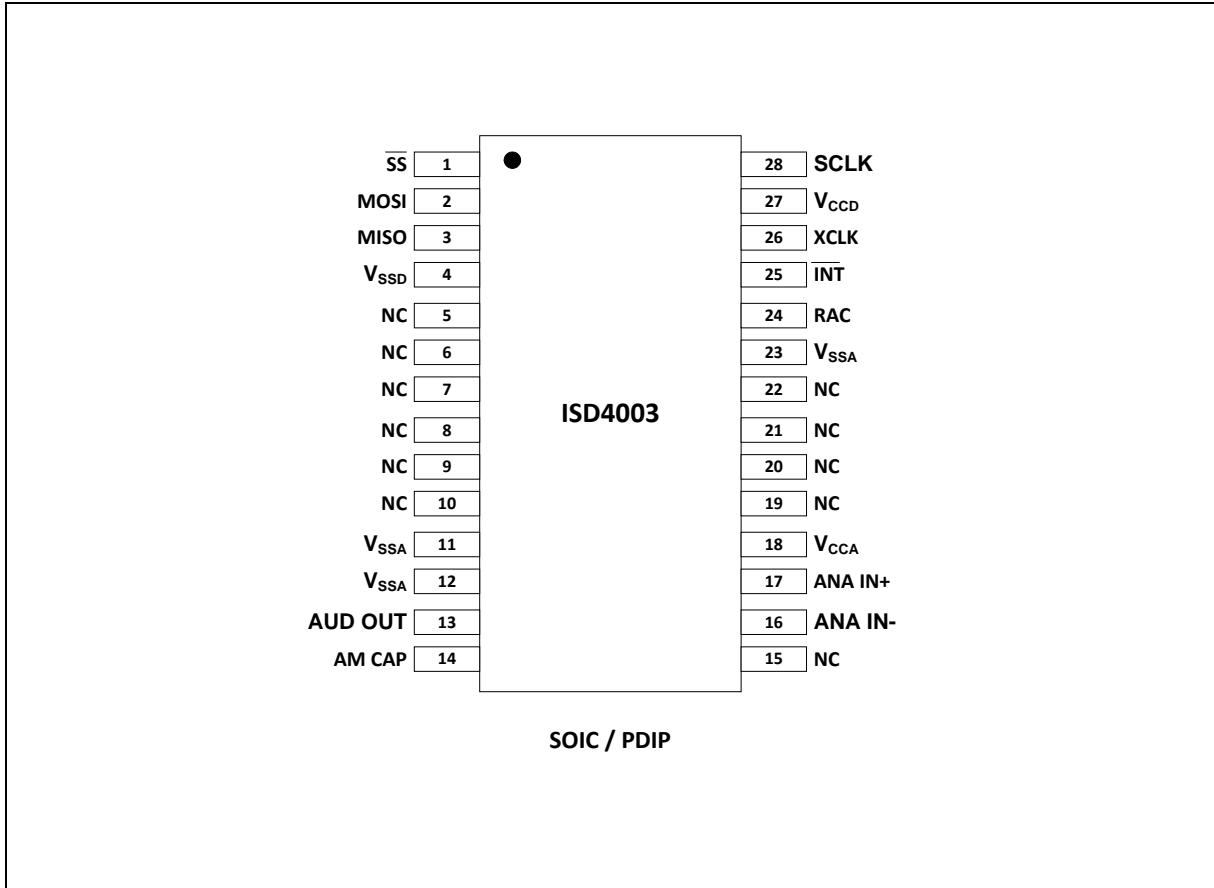 S̅S̅ 1 28 SCLK
MOSI 2 27 VCCD
MISO 3 26 XCLK
VSSD 4 25 I̅N̅T̅
NC 5 24 RAC
NC 6 23 VSSA
NC 7 22 NC
ISD4003
NC 8 21 NC
NC 9 20 NC
NC 10 19 NC
VSSA 11 18 VCCA
VSSA 12 17 ANA IN+
AUD OUT 13 16 ANA IN-
AM CAP 14 15 NC
SOIC / PDIP